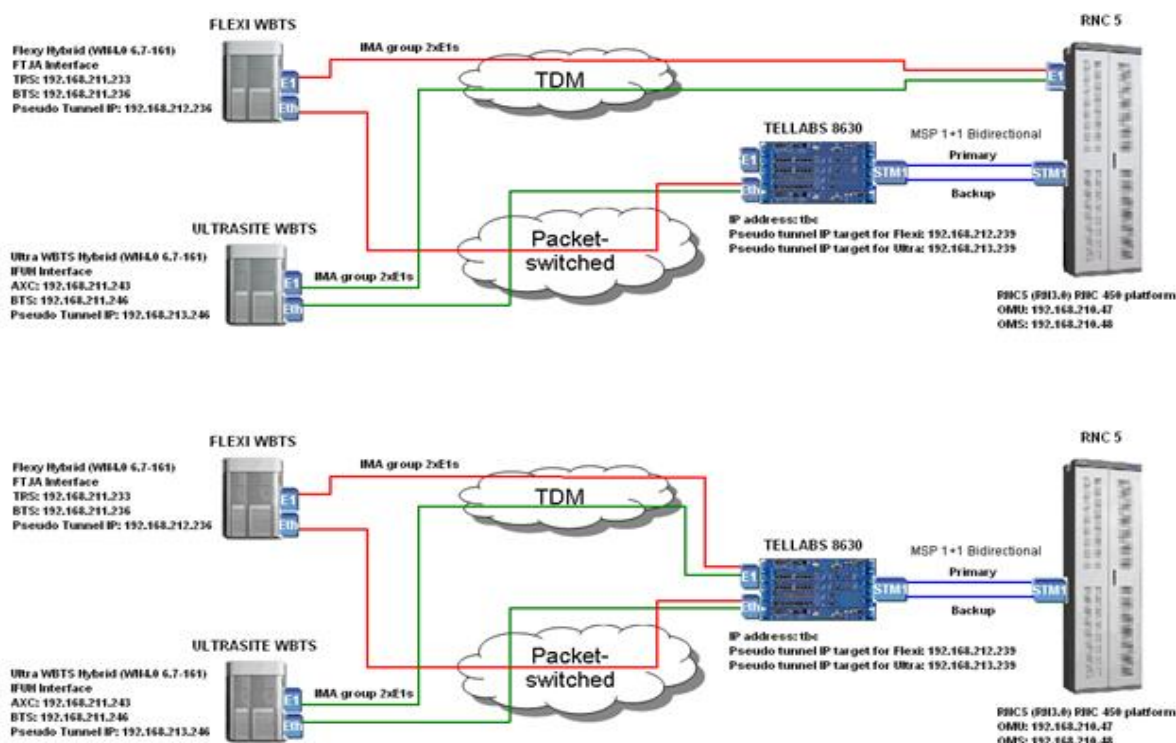 FLEXI WBTS
RNC 5
Flexy Hybrid (WN4.0 6.7-161)
FTJA Interface
TRS: 192.168.211.233
BTS: 192.168.211.236
Pseudo Tunnel IP: 192.168.212.236
E1
Eth
IMA group 2xE1s
TDM
E1
TELLABS 8630
MSP 1+1 Bidirectional
E1
Eth
STM1
Primary
Backup
STM1
IP address: tbc
Pseudo tunnel IP target for Flexi: 192.168.212.239
Pseudo tunnel IP target for Ultra: 192.168.213.239
ULTRASITE WBTS
Packet-
switched
Ultra WBTS Hybrid (WN4.0 6.7-161)
IFUH Interface
AXC: 192.168.211.243
BTS: 192.168.211.246
Pseudo Tunnel IP: 192.168.213.246
E1
Eth
IMA group 2xE1s
RNC5 (RN3.0) RNC 450 platform
OMU: 192.168.210.47
OMS: 192.168.210.48
FLEXI WBTS
RNC 5
Flexy Hybrid (WN4.0 6.7-161)
FTJA Interface
TRS: 192.168.211.233
BTS: 192.168.211.236
Pseudo Tunnel IP: 192.168.212.236
E1
Eth
IMA group 2xE1s
TDM
TELLABS 8630
MSP 1+1 Bidirectional
E1
Eth
STM1
Primary
Backup
STM1
IP address: tbc
Pseudo tunnel IP target for Flexi: 192.168.212.239
Pseudo tunnel IP target for Ultra: 192.168.213.239
ULTRASITE WBTS
Packet-
switched
Ultra WBTS Hybrid (WN4.0 6.7-161)
IFUH Interface
AXC: 192.168.211.243
BTS: 192.168.211.246
Pseudo Tunnel IP: 192.168.213.246
E1
Eth
IMA group 2xE1s
RNC5 (RN3.0) RNC 450 platform
OMU: 192.168.210.47
OMS: 192.168.210.48